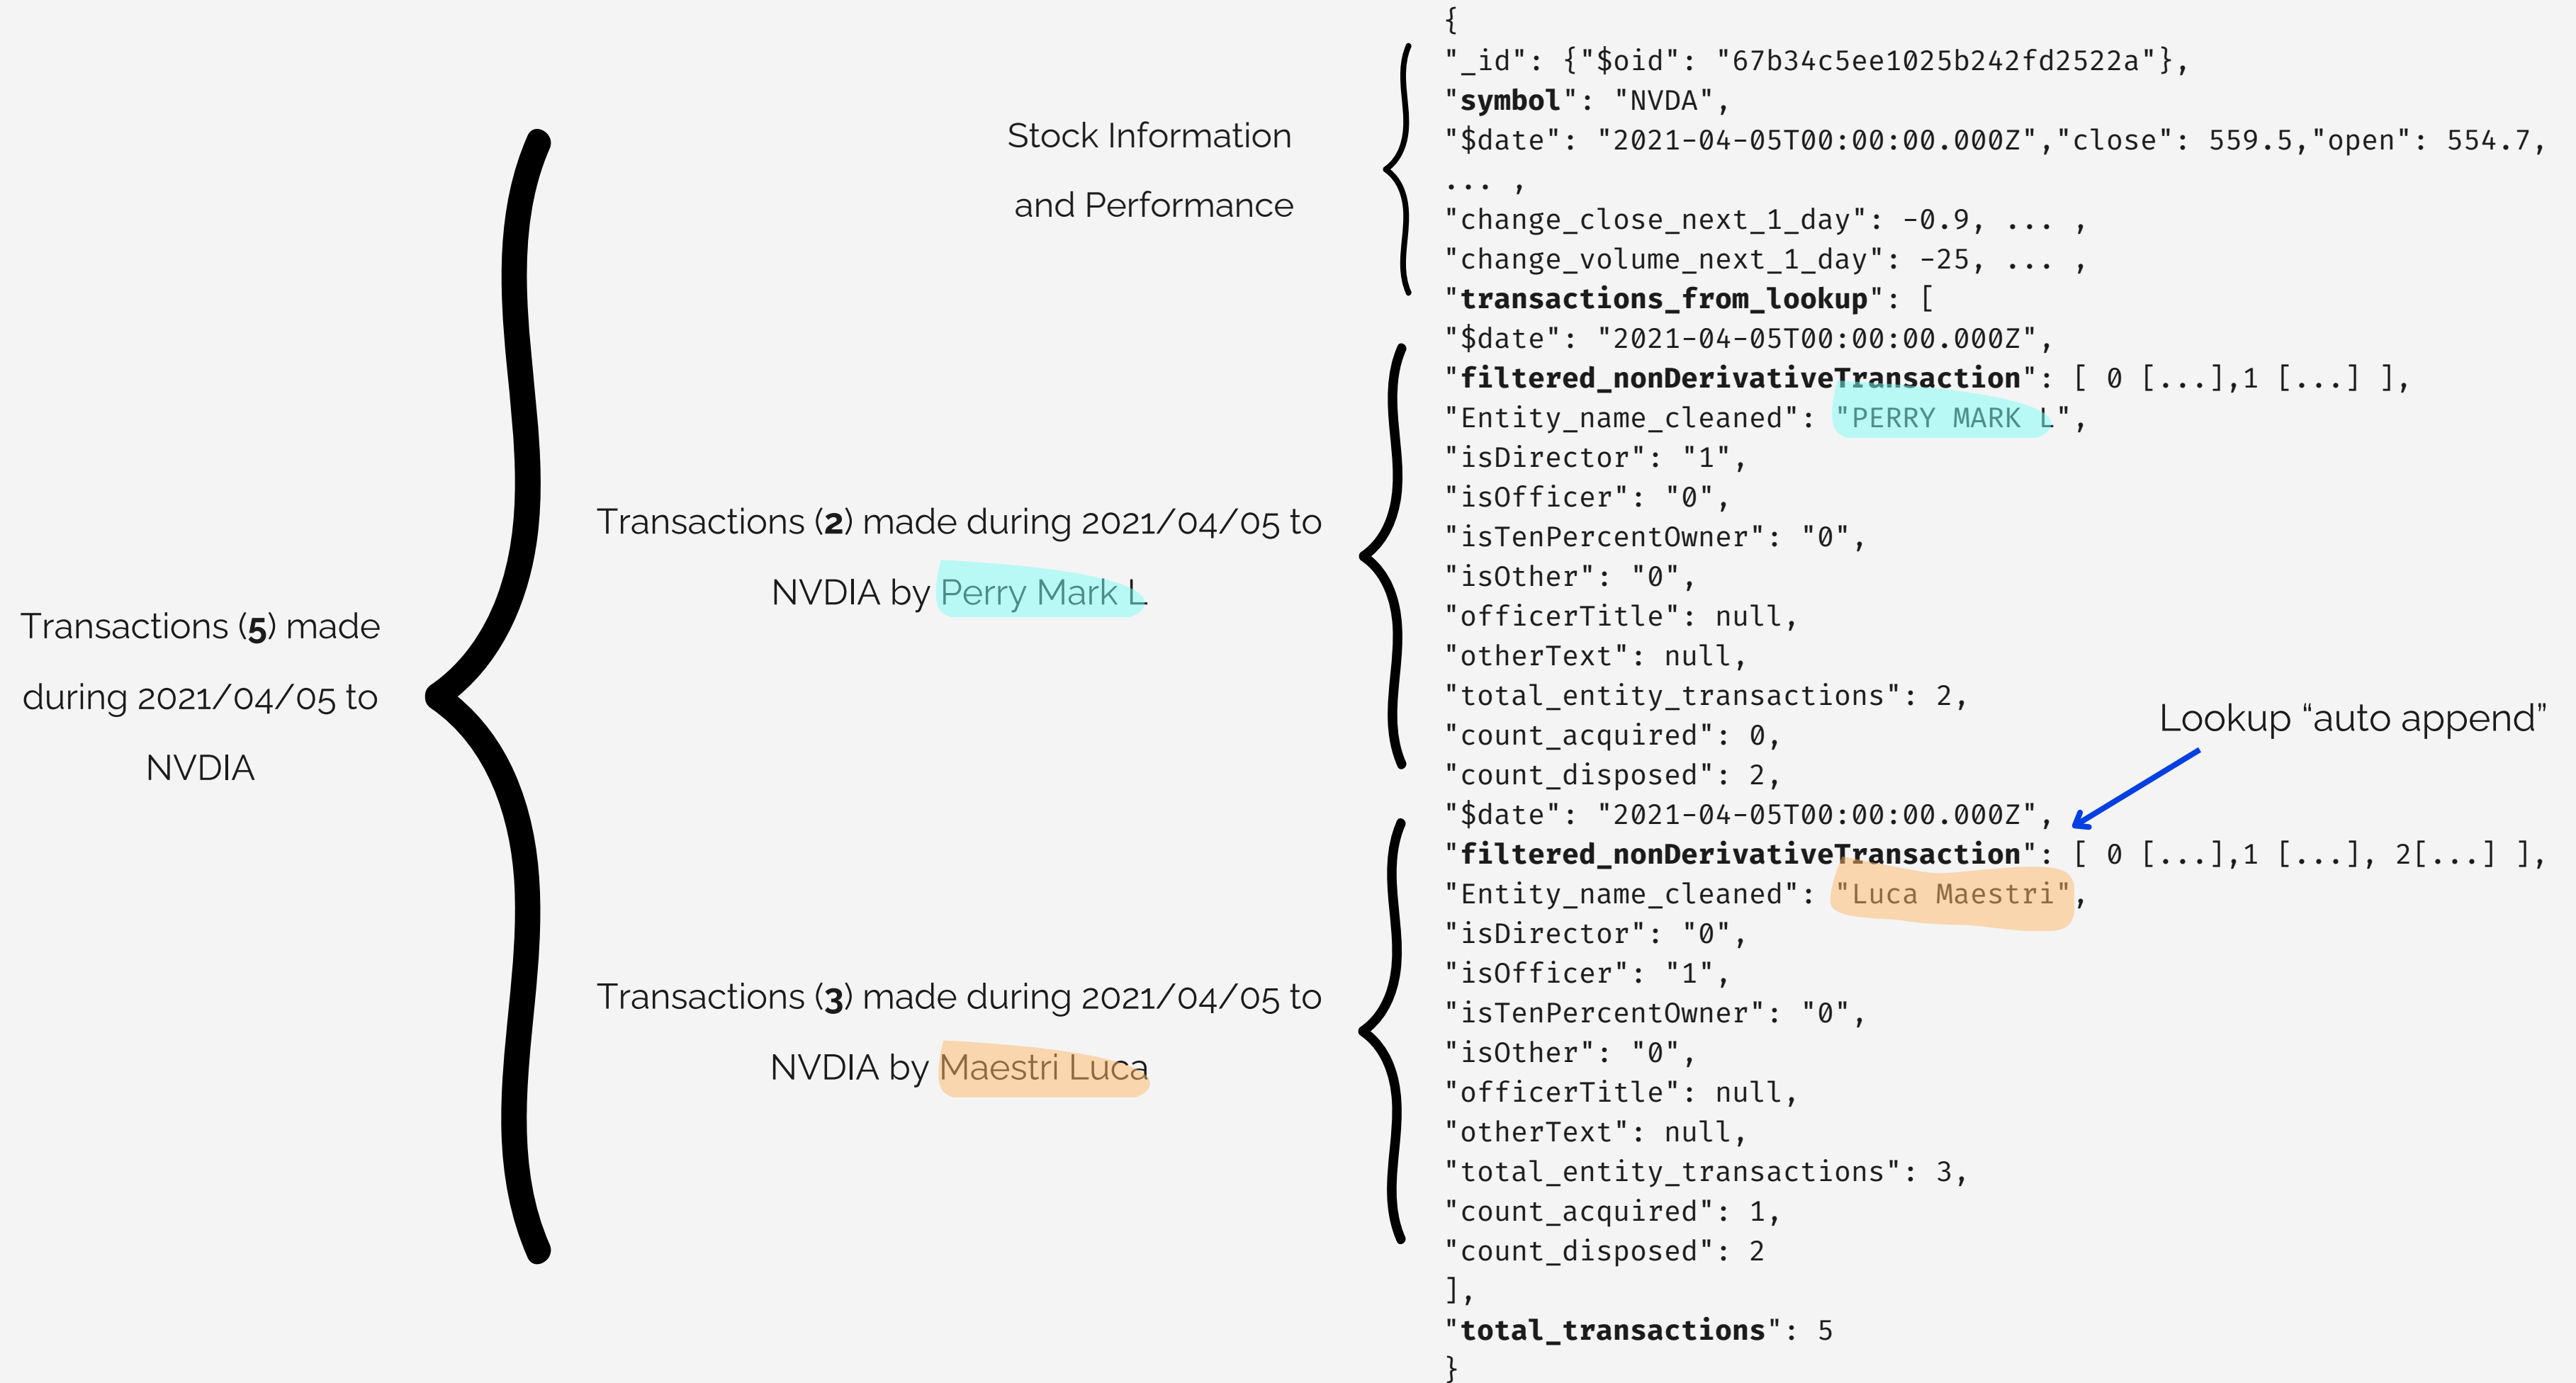 Transactions (5) made
during 2021/04/05 to
NVDIA
Stock Information
and Performance
Transactions (2) made during 2021/04/05 to
NVDIA by Perry Mark L
Transactions (3) made during 2021/04/05 to
NVDIA by Maestri Luca
{
"_id": {"$oid": "67b34c5ee1025b242fd2522a"},
"symbol": "NVDA",
"$date": "2021-04-05T00:00:00.000Z","close": 559.5,"open": 554.7,
... ,
"change_close_next_1_day": -0.9, ... ,
"change_volume_next_1_day": -25, ... ,
"transactions_from_lookup": [
"$date": "2021-04-05T00:00:00.000Z",
"filtered_nonDerivativeTransaction": [ 0 [...],1 [...] ],
"Entity_name_cleaned": "PERRY MARK L",
"isDirector": "1",
"isOfficer": "0",
"isTenPercentOwner": "0",
"isOther": "0",
"officerTitle": null,
"otherText": null,
"total_entity_transactions": 2,
"count_acquired": 0,
"count_disposed": 2,
Lookup “auto append”
"$date": "2021-04-05T00:00:00.000Z",
"filtered_nonDerivativeTransaction": [ 0 [...],1 [...], 2[...] ],
"Entity_name_cleaned": "Luca Maestri",
"isDirector": "0",
"isOfficer": "1",
"isTenPercentOwner": "0",
"isOther": "0",
"officerTitle": null,
"otherText": null,
"total_entity_transactions": 3,
"count_acquired": 1,
"count_disposed": 2
],
"total_transactions": 5
}